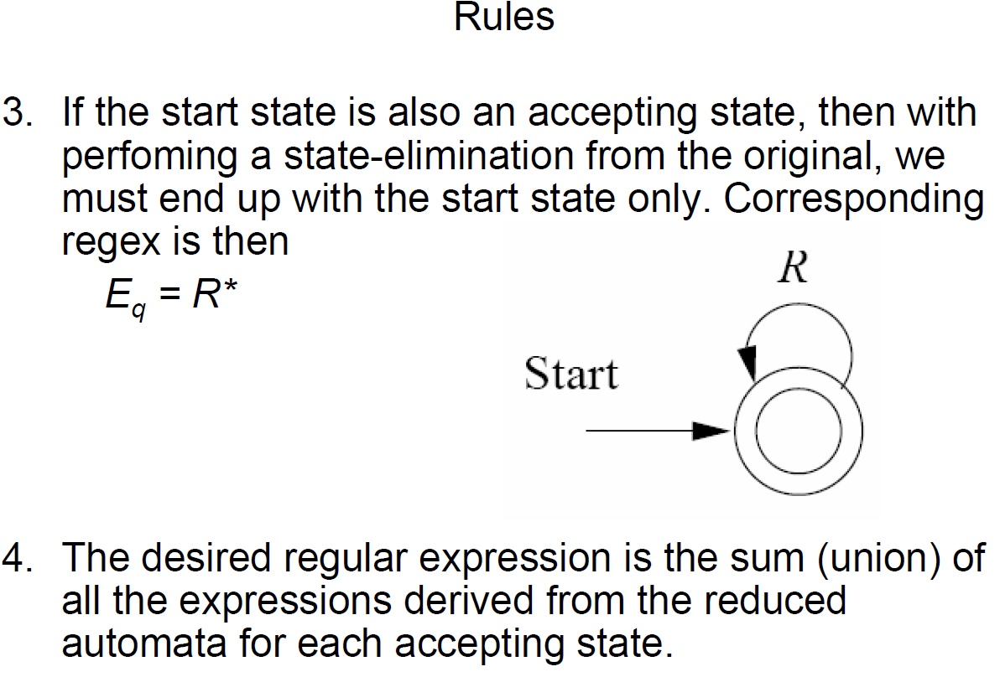 Rules
3. If the start state is also an accepting state, then with
perfoming a state-elimination from the original, we
must end up with the start state only. Corresponding
regex is then
E_q = R*
R
Start
4. The desired regular expression is the sum (union) of
all the expressions derived from the reduced
automata for each accepting state.